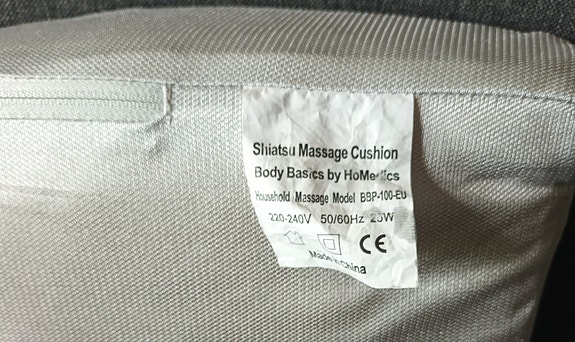 Shiatsu Massage Cushion
Body Basics by HoMedics
Household Massage Model BBP-100-EU
220-240V 50/60Hz 25W
CE
Made in China